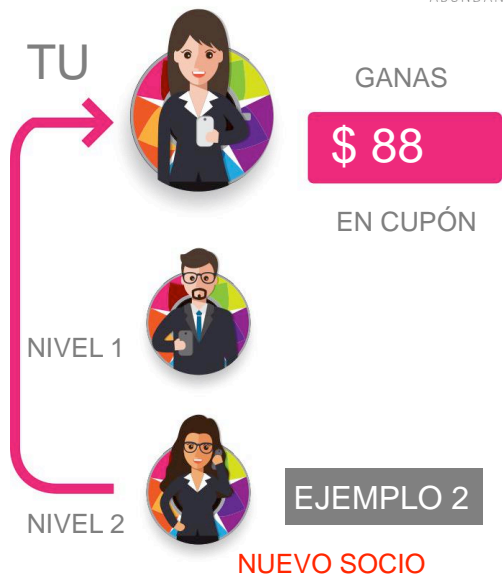 TU
GANAS
$ 88
EN CUPÓN
NIVEL 1
NIVEL 2
EJEMPLO 2
NUEVO SOCIO